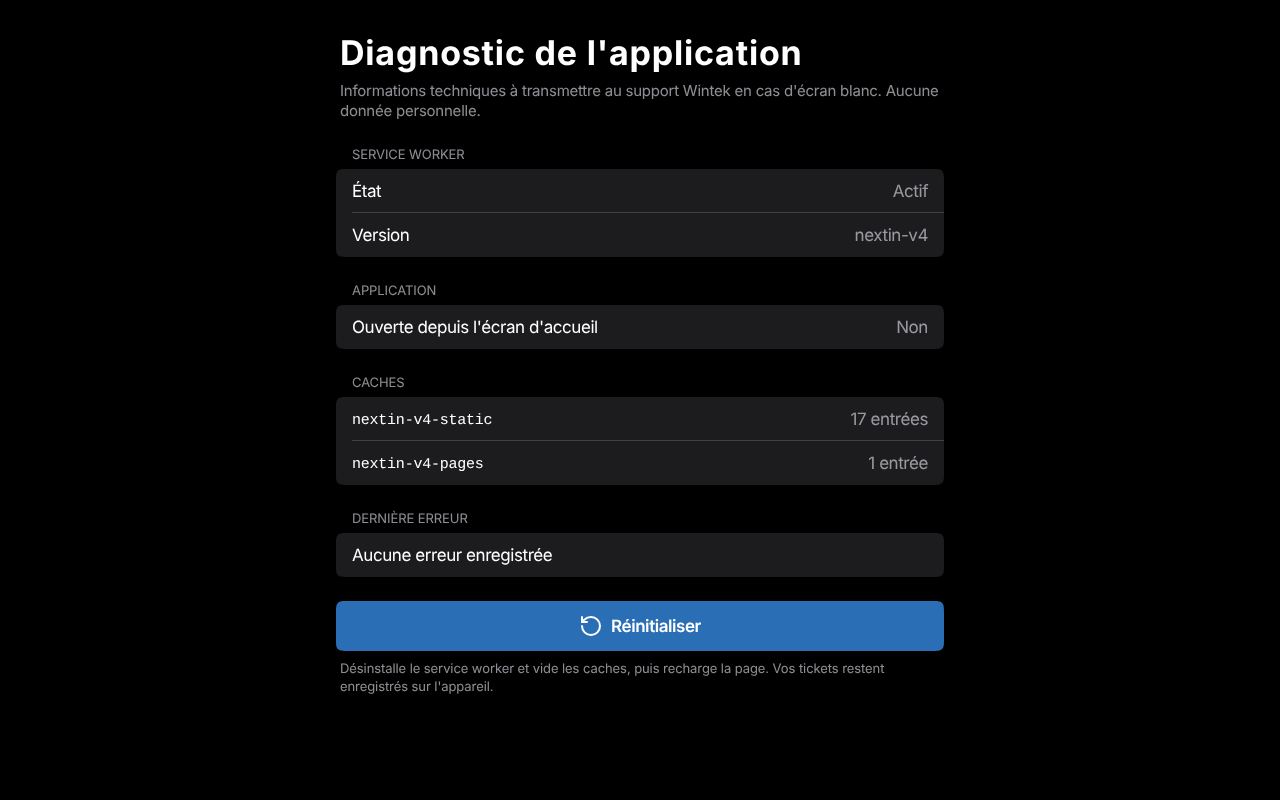 Diagnostic de l'application
Informations techniques à transmettre au support Wintek en cas d'écran blanc. Aucune
donnée personnelle.
SERVICE WORKER
État Actif
Version nextin-v4
APPLICATION
Ouverte depuis l'écran d'accueil Non
CACHES
nextin-v4-static 17 entrées
nextin-v4-pages 1 entrée
DERNIÈRE ERREUR
Aucune erreur enregistrée
Réinitialiser
Désinstalle le service worker et vide les caches, puis recharge la page. Vos tickets restent
enregistrés sur l'appareil.